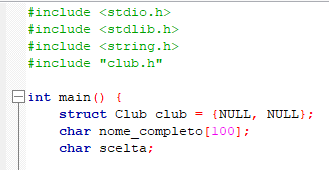 #include <stdio.h>
#include <stdlib.h>
#include <string.h>
#include "club.h"
int main() {
struct Club club = {NULL, NULL};
char nome_completo[100];
char scelta;